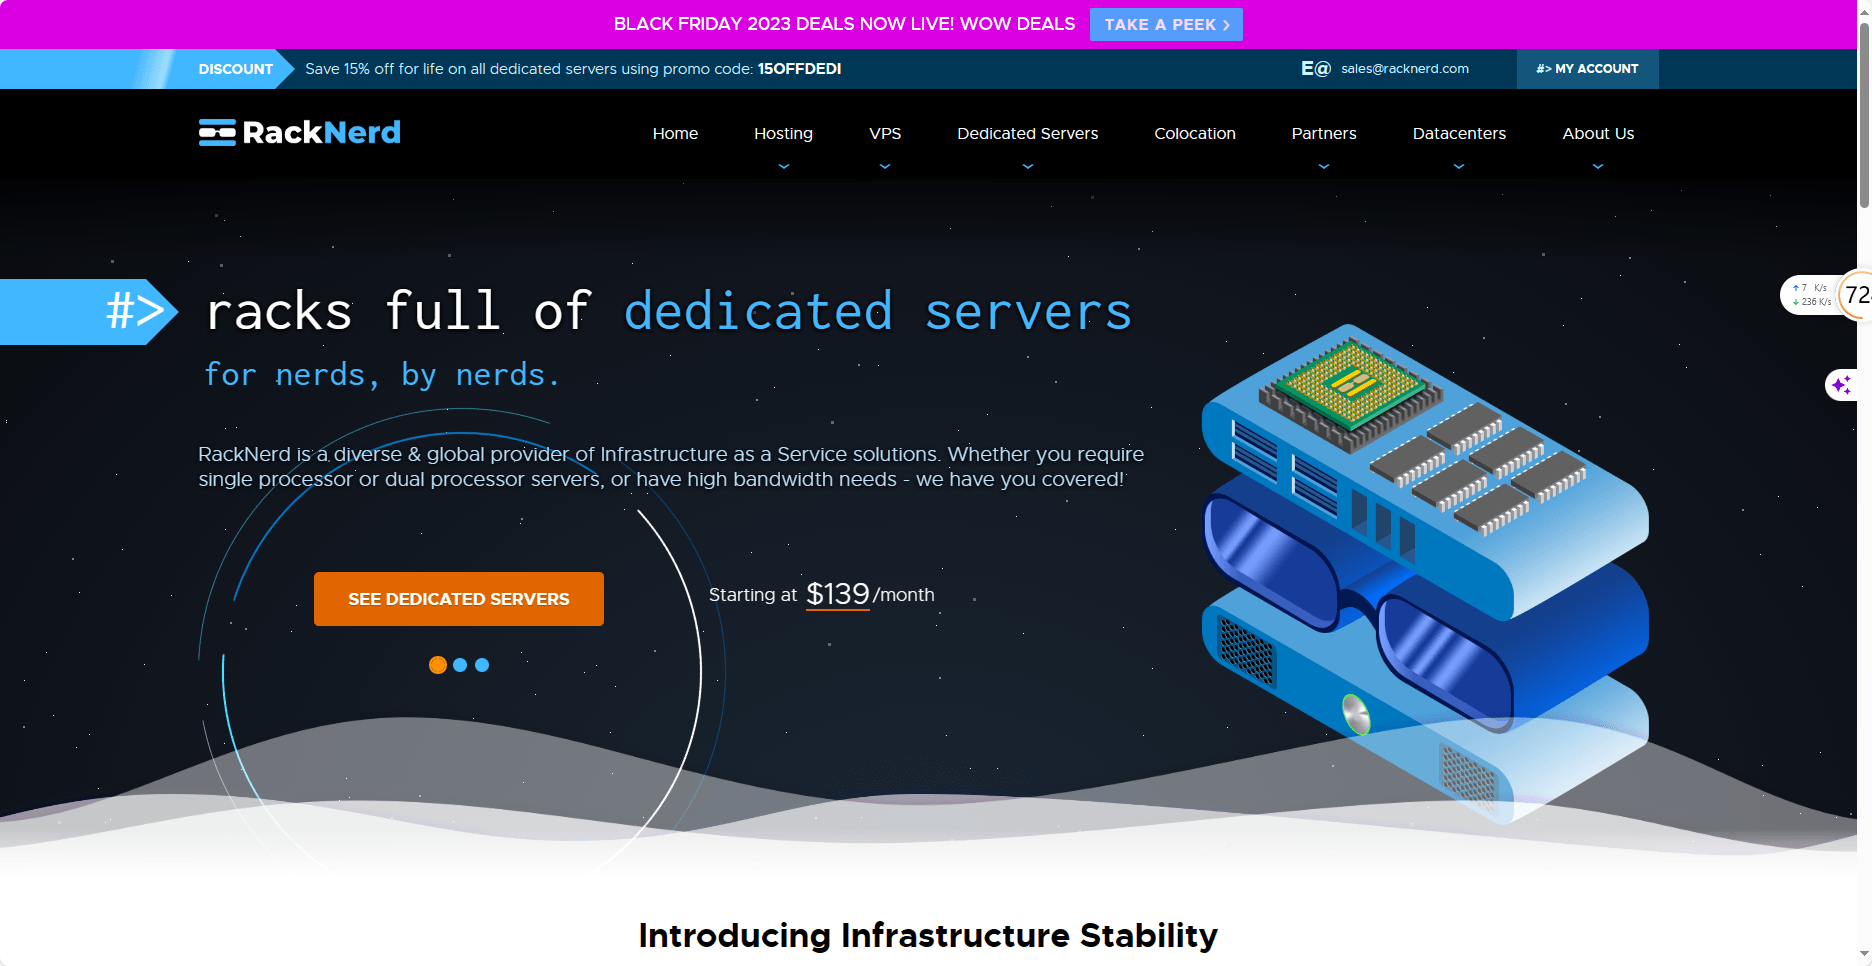 BLACK FRIDAY 2023 DEALS NOW LIVE! WOW DEALS TAKE A PEEK >
DISCOUNT Save 15% off for life on all dedicated servers using promo code: 15OFFDEDI E@ sales@racknerd.com #> MY ACCOUNT
RackNerd Home Hosting VPS Dedicated Servers Colocation Partners Datacenters About Us
#> racks full of dedicated servers
↑ 7 K/s
↓ 236 K/s
for nerds, by nerds.
RackNerd is a diverse & global provider of Infrastructure as a Service solutions. Whether you require
single processor or dual processor servers, or have high bandwidth needs - we have you covered!
SEE DEDICATED SERVERS Starting at $139/month
Introducing Infrastructure Stability